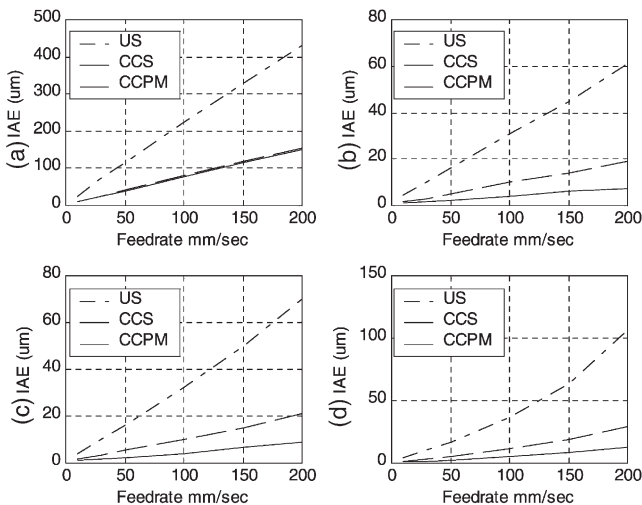 500
400
300
200
100
0
(a) IAE (um)
US
CCS
CCPM
50
100
150
200
Feedrate mm/sec
80
60
40
20
0
(b) IAE (um)
US
CCS
CCPM
0
50
100
150
200
Feedrate mm/sec
80
60
40
20
0
(c) IAE (um)
US
CCS
CCPM
50
100
150
200
Feedrate mm/sec
150
100
50
0
(d) IAE (um)
US
CCS
CCPM
0
50
100
150
200
Feedrate mm/sec